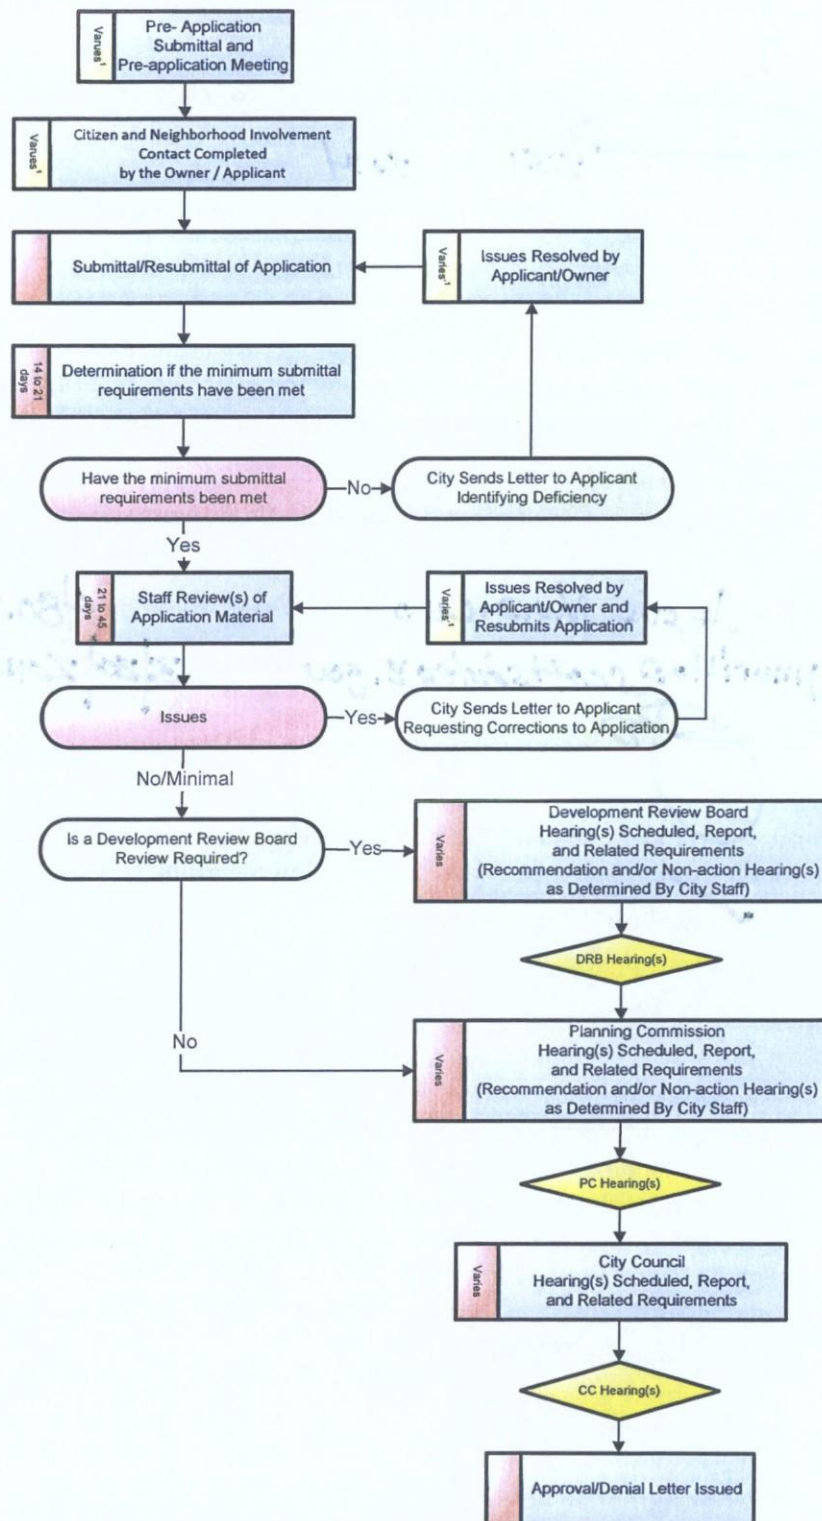 Varues¹
Pre- Application
Submittal and
Pre-application Meeting
Varues¹
Citizen and Neighborhood Involvement
Contact Completed
by the Owner / Applicant
Submittal/Resubmittal of Application
Varies¹
Issues Resolved by
Applicant/Owner
14 to 21
days
Determination if the minimum submittal
requirements have been met
Have the minimum submittal
requirements been met
No
City Sends Letter to Applicant
Identifying Deficiency
Yes
21 to 45
days
Staff Review(s) of
Application Material
Varies¹
Issues Resolved by
Applicant/Owner and
Resubmits Application
Issues
Yes
City Sends Letter to Applicant
Requesting Corrections to Application
No/Minimal
Is a Development Review Board
Review Required?
Yes
Varies
Development Review Board
Hearing(s) Scheduled, Report,
and Related Requirements
(Recommendation and/or Non-action Hearing(s)
as Determined By City Staff)
DRB Hearing(s)
No
Varies
Planning Commission
Hearing(s) Scheduled, Report,
and Related Requirements
(Recommendation and/or Non-action Hearing(s)
as Determined By City Staff)
PC Hearing(s)
Varies
City Council
Hearing(s) Scheduled, Report,
and Related Requirements
CC Hearing(s)
Approval/Denial Letter Issued